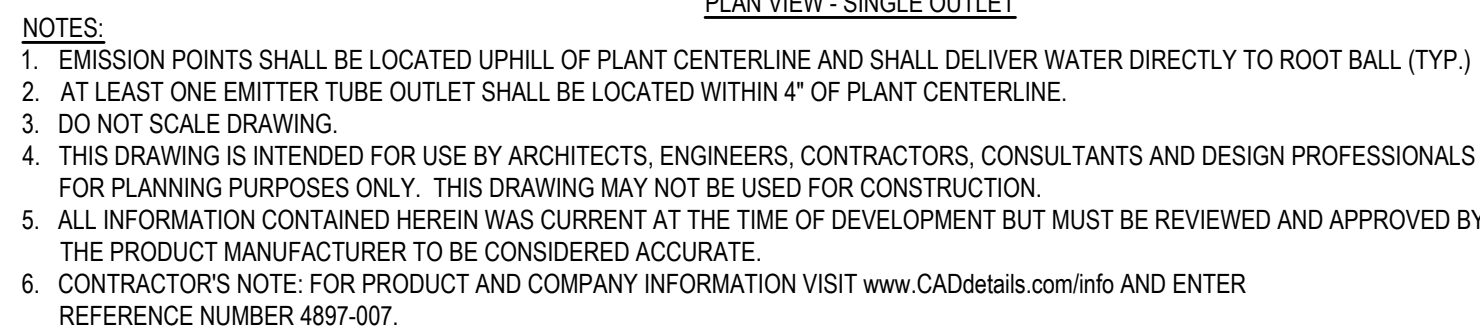 PLAN VIEW - SINGLE OUTLET
NOTES:
1. EMISSION POINTS SHALL BE LOCATED UPHILL OF PLANT CENTERLINE AND SHALL DELIVER WATER DIRECTLY TO ROOT BALL (TYP.)
2. AT LEAST ONE EMITTER TUBE OUTLET SHALL BE LOCATED WITHIN 4" OF PLANT CENTERLINE.
3. DO NOT SCALE DRAWING.
4. THIS DRAWING IS INTENDED FOR USE BY ARCHITECTS, ENGINEERS, CONTRACTORS, CONSULTANTS AND DESIGN PROFESSIONALS
FOR PLANNING PURPOSES ONLY. THIS DRAWING MAY NOT BE USED FOR CONSTRUCTION.
5. ALL INFORMATION CONTAINED HEREIN WAS CURRENT AT THE TIME OF DEVELOPMENT BUT MUST BE REVIEWED AND APPROVED BY
THE PRODUCT MANUFACTURER TO BE CONSIDERED ACCURATE.
6. CONTRACTOR'S NOTE: FOR PRODUCT AND COMPANY INFORMATION VISIT www.CADdetails.com/info AND ENTER
REFERENCE NUMBER 4897-007.